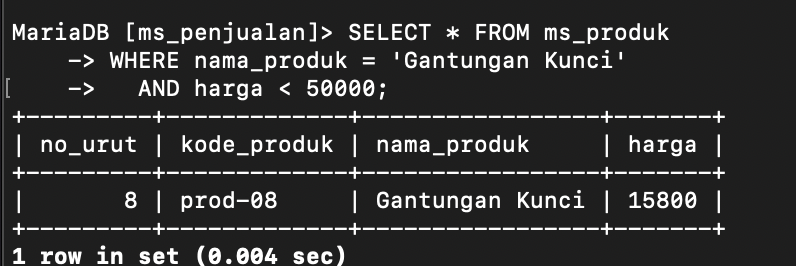 MariaDB [ms_penjualan]> SELECT * FROM ms_produk
    -> WHERE nama_produk = 'Gantungan Kunci'
[    ->   AND harga < 50000;
+---------+-------------+-----------------+-------+
| no_urut | kode_produk | nama_produk     | harga |
+---------+-------------+-----------------+-------+
|       8 | prod-08     | Gantungan Kunci | 15800 |
+---------+-------------+-----------------+-------+
1 row in set (0.004 sec)